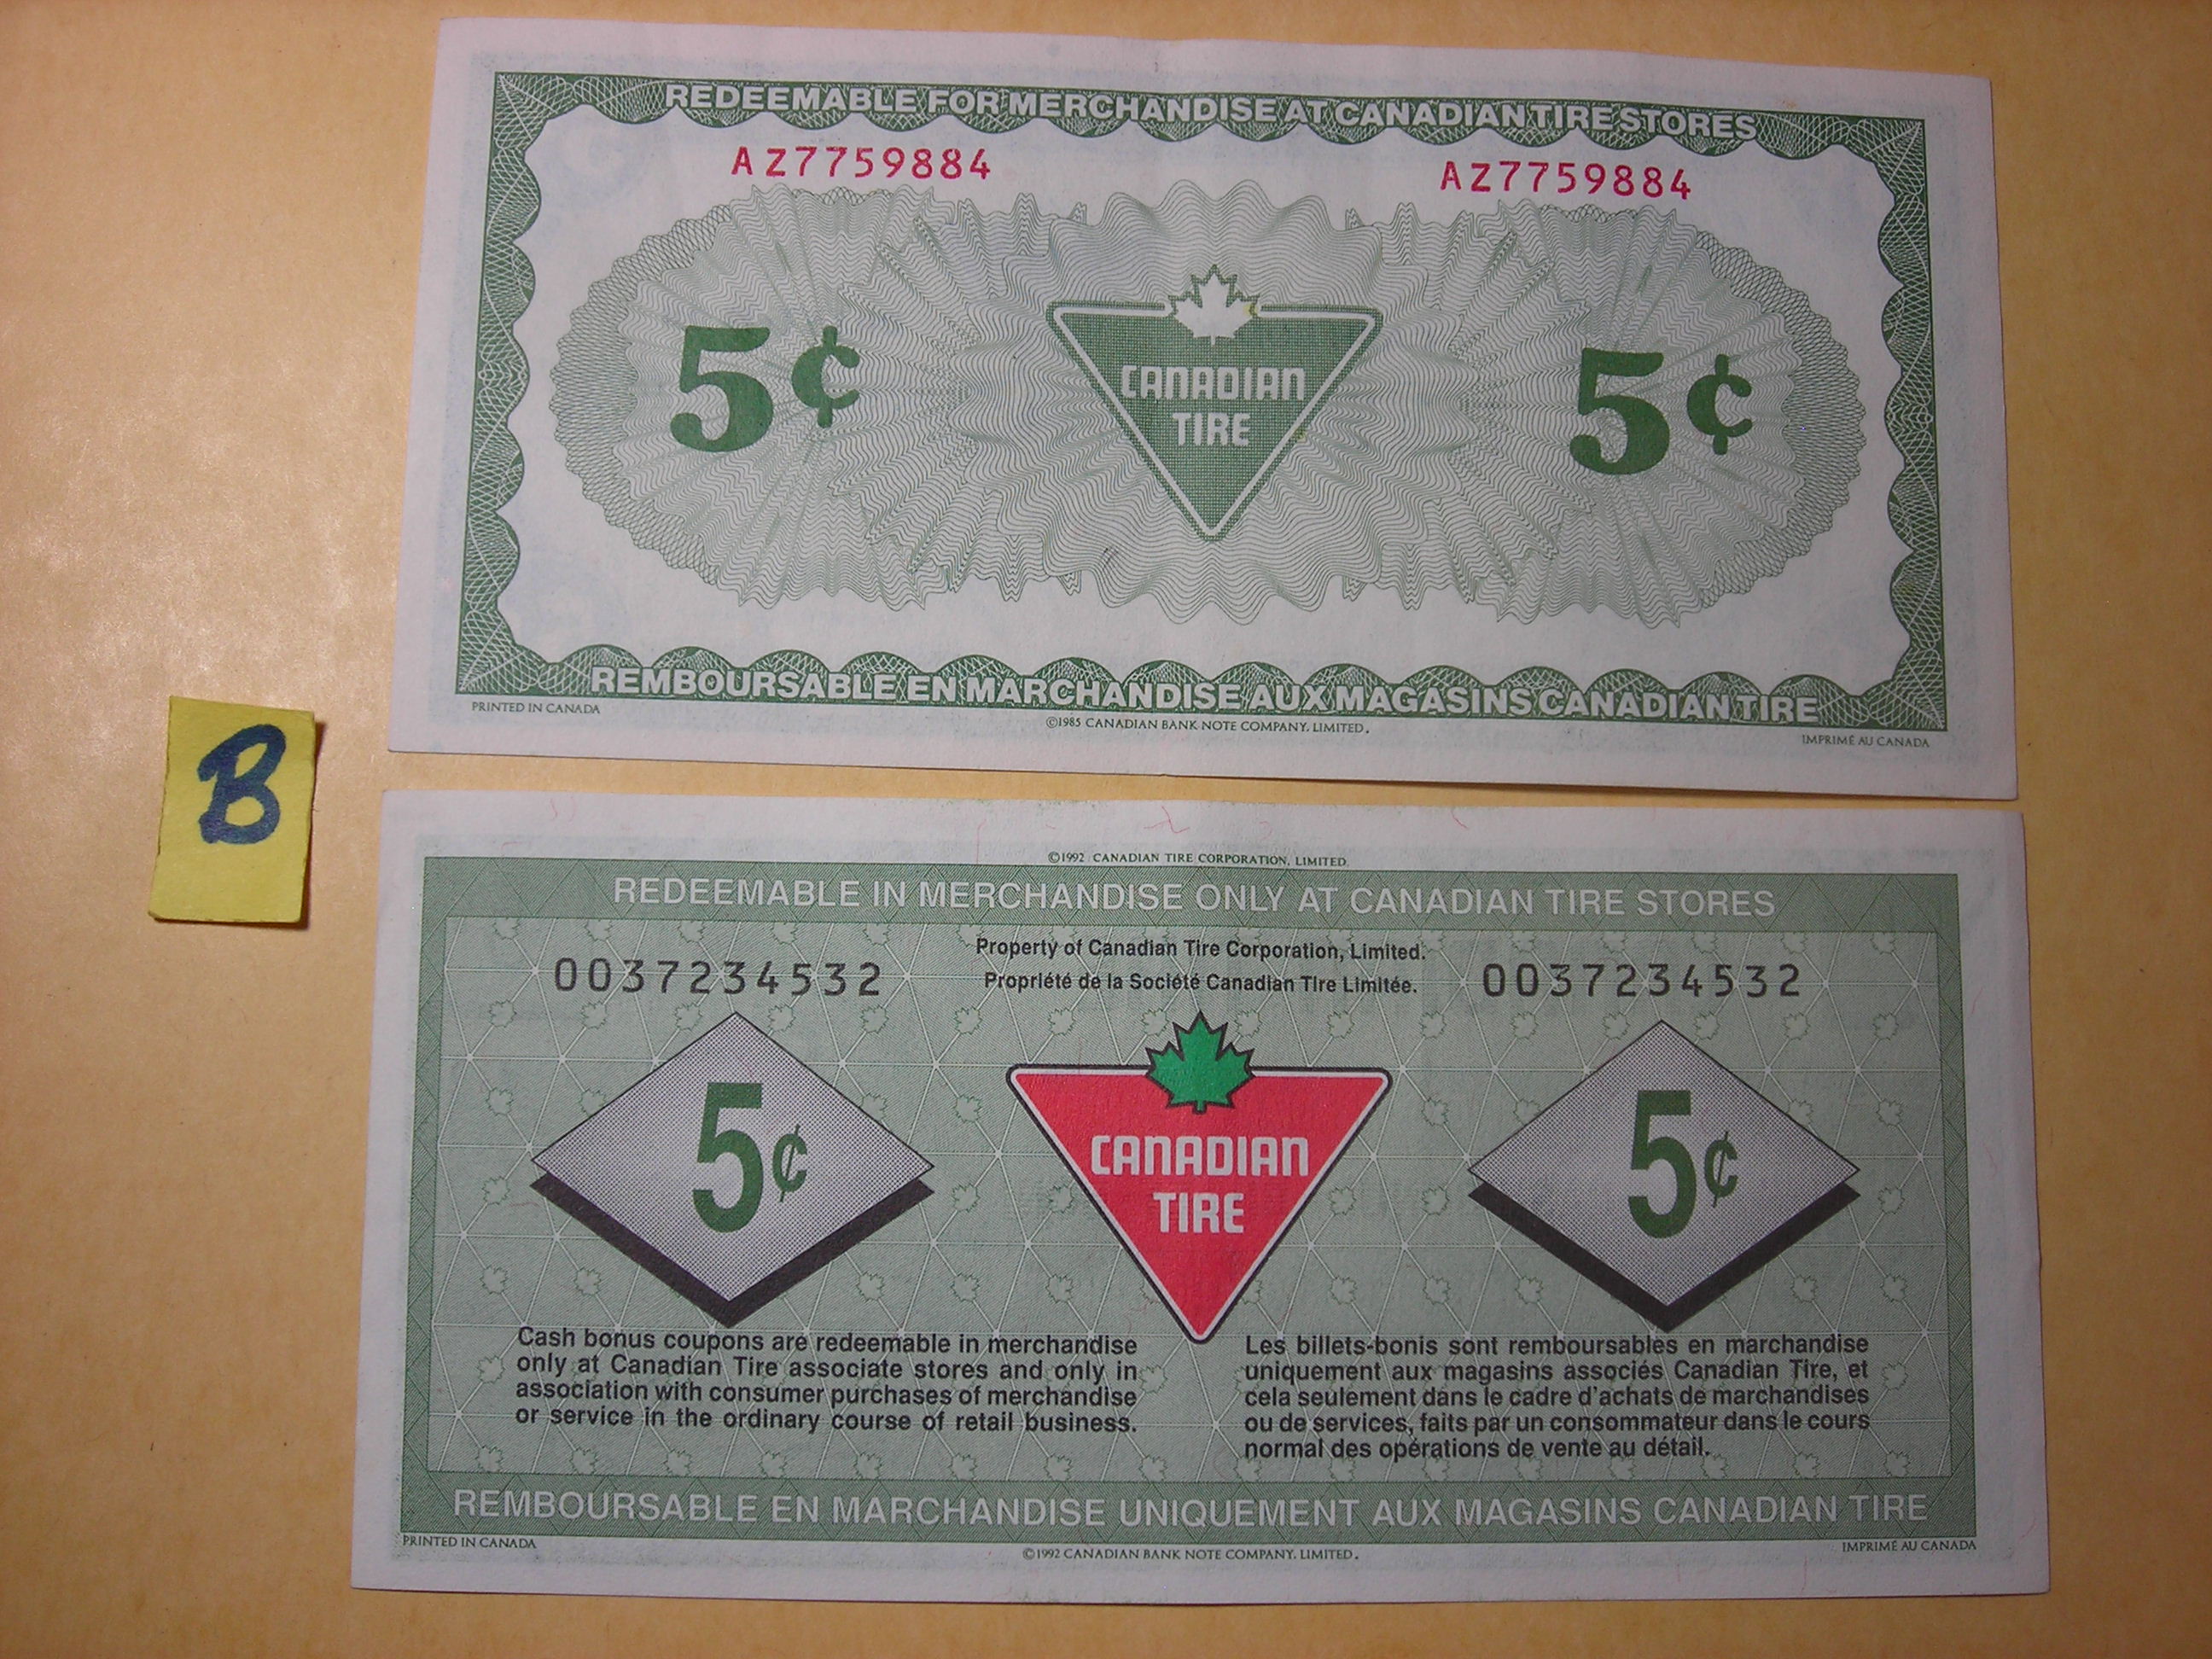 REDEEMABLE FOR MERCHANDISE AT CANADIAN TIRE STORES
AZ7759884 AZ7759884
5¢ CANADIAN TIRE 5¢
REMBOURSABLE EN MARCHANDISE AUX MAGASINS CANADIAN TIRE
PRINTED IN CANADA
©1985 CANADIAN BANK NOTE COMPANY, LIMITED.
IMPRIMÉ AU CANADA
B
©1992 CANADIAN TIRE CORPORATION, LIMITED.
REDEEMABLE IN MERCHANDISE ONLY AT CANADIAN TIRE STORES
Property of Canadian Tire Corporation, Limited.
0037234532 0037234532
Propriété de la Société Canadian Tire Limitée.
5¢ CANADIAN TIRE 5¢
Cash bonus coupons are redeemable in merchandise
only at Canadian Tire associate stores and only in
association with consumer purchases of merchandise
or service in the ordinary course of retail business.
Les billets-bonis sont remboursables en marchandise
uniquement aux magasins associés Canadian Tire, et
cela seulement dans le cadre d'achats de marchandises
ou de services, faits par un consommateur dans le cours
normal des opérations de vente au détail.
REMBOURSABLE EN MARCHANDISE UNIQUEMENT AUX MAGASINS CANADIAN TIRE
PRINTED IN CANADA
©1992 CANADIAN BANK NOTE COMPANY, LIMITED.
IMPRIMÉ AU CANADA